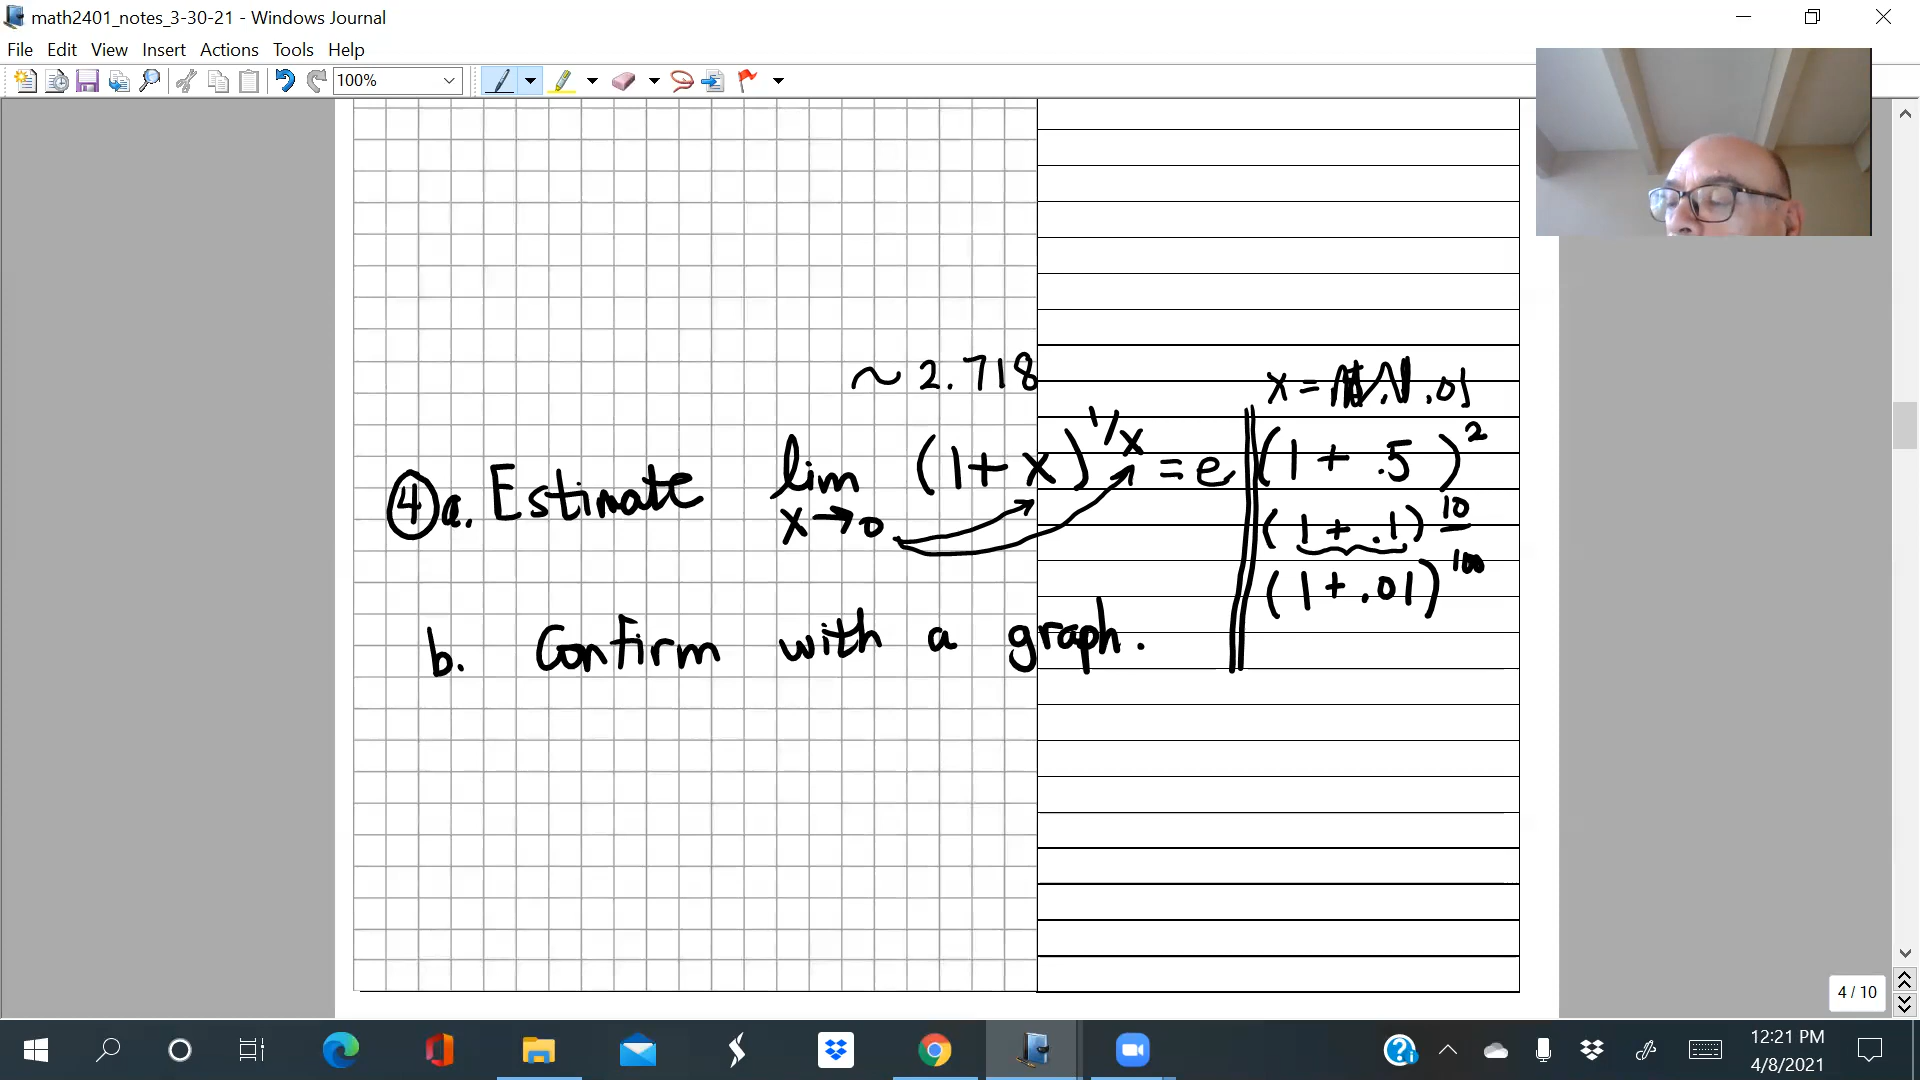 math2401_notes_3-30-21 - Windows Journal
File Edit View Insert Actions Tools Help
100%
~ 2.718
④a. Estimate lim x→0 (1+x)^1/x = e
b. Confirm with a graph.
x = .01
(1 + .5)^2
(1 + .1)^10
(1 + .01)^100
4 / 10
12:21 PM
4/8/2021